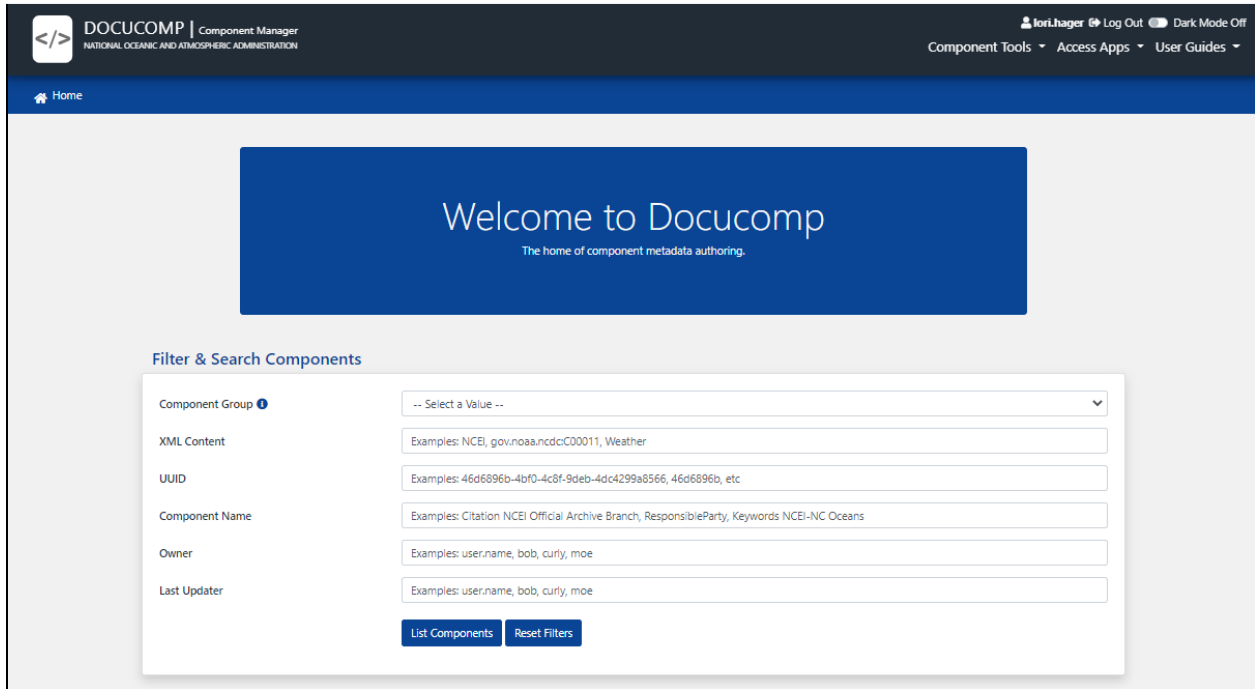 </>
DOCUCOMP | Component Manager
NATIONAL OCEANIC AND ATMOSPHERIC ADMINISTRATION
lori.hager Log Out Dark Mode Off
Component Tools Access Apps User Guides
Home
Welcome to Docucomp
The home of component metadata authoring.
Filter & Search Components
Component Group -- Select a Value --
XML Content Examples: NCEI, gov.noaa.ncdc:C00011, Weather
UUID Examples: 46d6896b-4bf0-4c8f-9deb-4dc4299a8566, 46d6896b, etc
Component Name Examples: Citation NCEI Official Archive Branch, ResponsibleParty, Keywords NCEI-NC Oceans
Owner Examples: user.name, bob, curly, moe
Last Updater Examples: user.name, bob, curly, moe
List Components Reset Filters